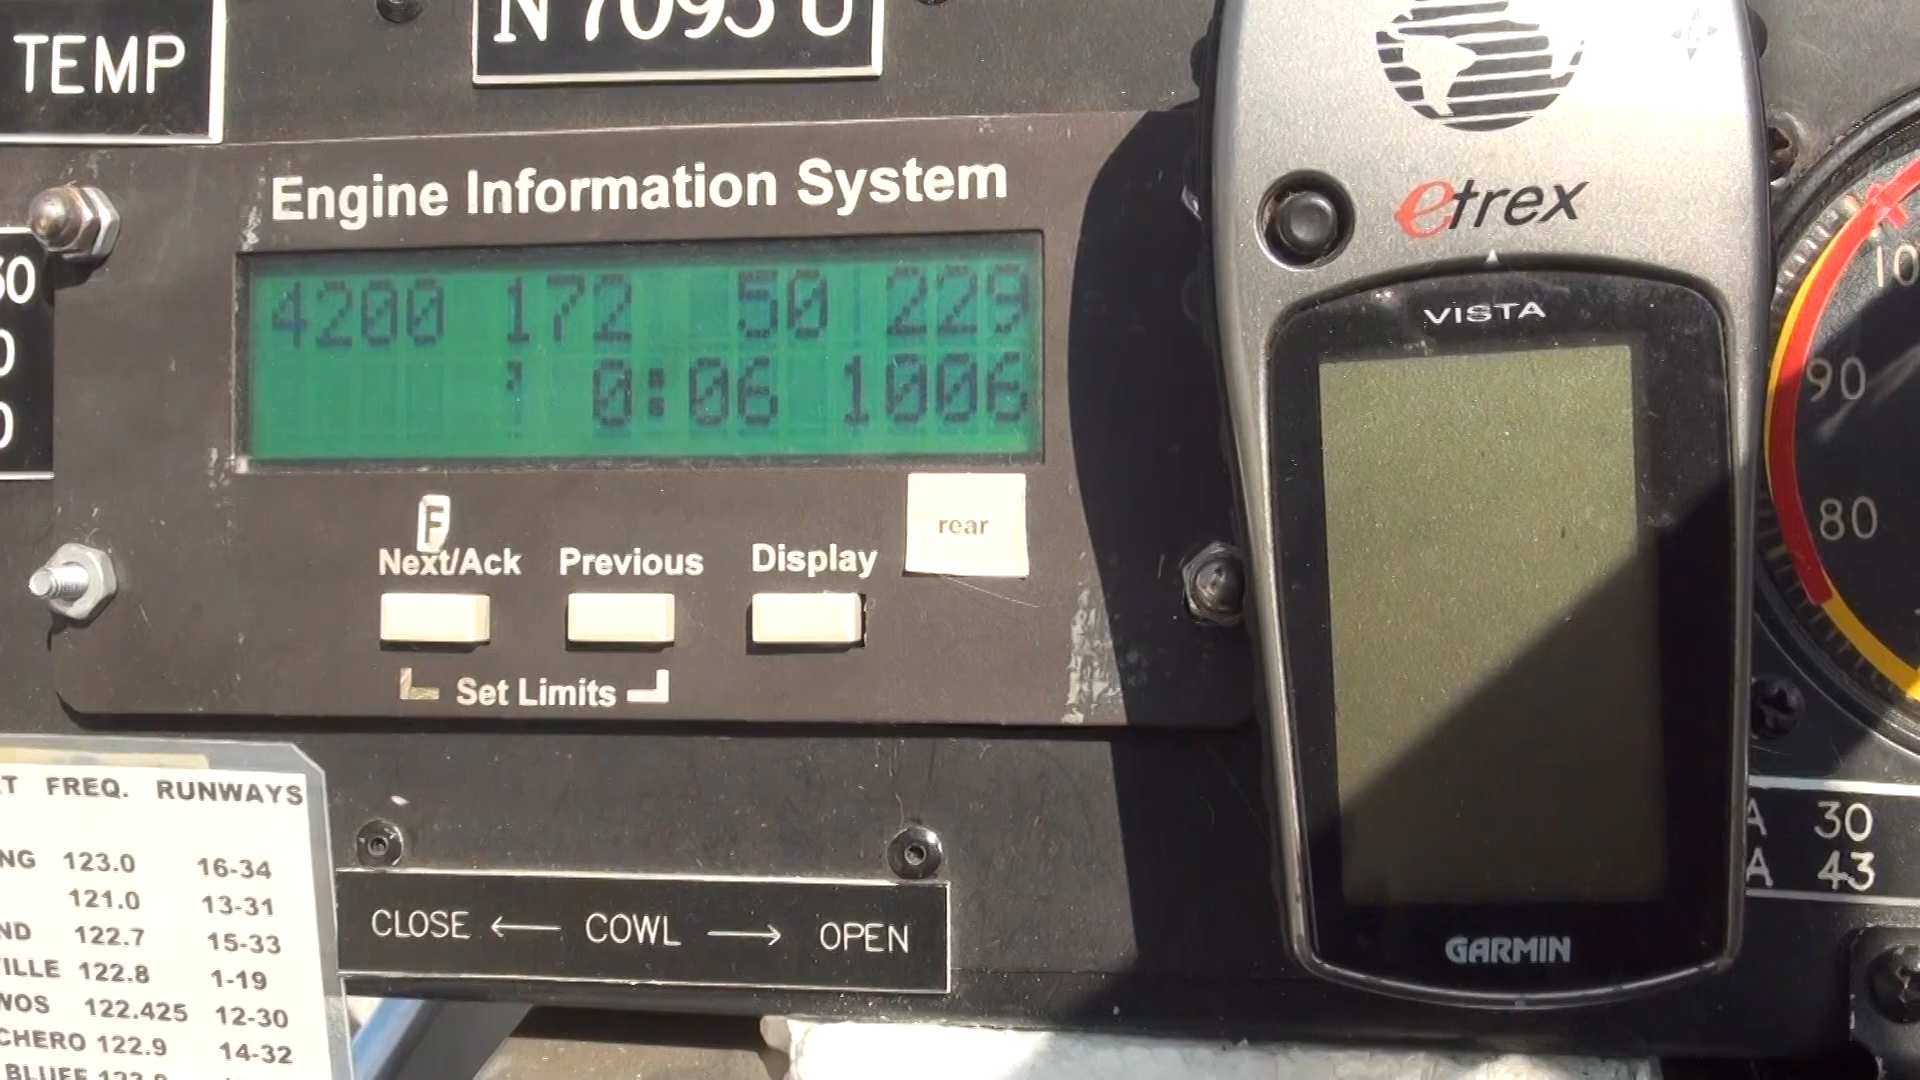 TEMP
N 7095 U
Engine Information System
4200 172 50 229
0:06 1006
F
Next/Ack Previous Display
rear
Set Limits
FREQ. RUNWAYS
123.0 16-34
121.0 13-31
122.7 15-33
122.8 1-19
122.425 12-30
122.9 14-32
BLUFF
CLOSE ← COWL → OPEN
etrex
VISTA
GARMIN
90
80
30
43